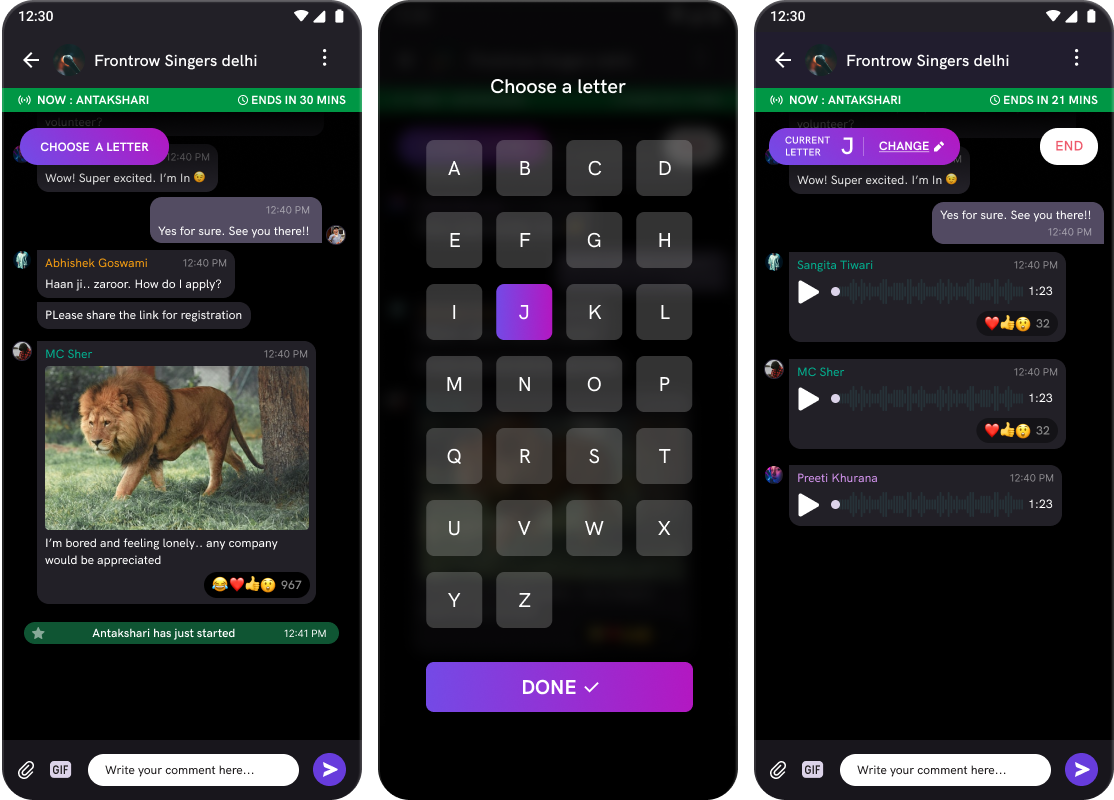 12:30
Frontrow Singers delhi
NOW : ANTAKSHARI
ENDS IN 30 MINS
volunteer?
CHOOSE A LETTER
12:40 PM
Wow! Super excited. I'm In 😉
12:40 PM
Yes for sure. See you there!!
Abhishek Goswami
12:40 PM
Haan ji.. zaroor. How do I apply?
PLease share the link for registration
MC Sher
12:40 PM
I'm bored and feeling lonely.. any company
would be appreciated
967
Antakshari has just started
12:41 PM
GIF
Write your comment here...
Choose a letter
A B C D
E F G H
I J K L
M N O P
Q R S T
U V W X
Y Z
DONE
12:30
Frontrow Singers delhi
NOW : ANTAKSHARI
ENDS IN 21 MINS
volunteer?
CURRENT
LETTER
J
CHANGE
END
Wow! Super excited. I'm In 😉
Yes for sure. See you there!!
12:40 PM
Sangita Tiwari
12:40 PM
1:23
32
MC Sher
12:40 PM
1:23
32
Preeti Khurana
12:40 PM
1:23
GIF
Write your comment here...